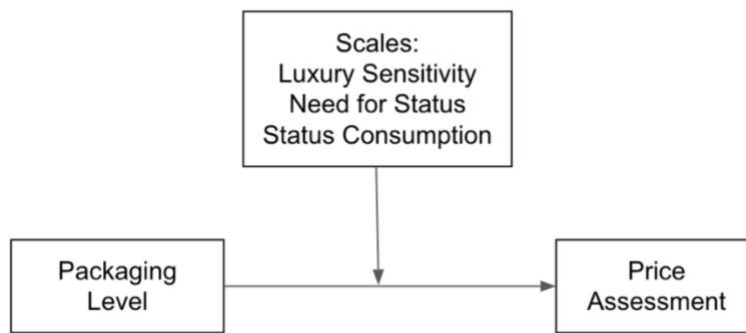 Scales:
Luxury Sensitivity
Need for Status
Status Consumption
Packaging
Level
Price
Assessment